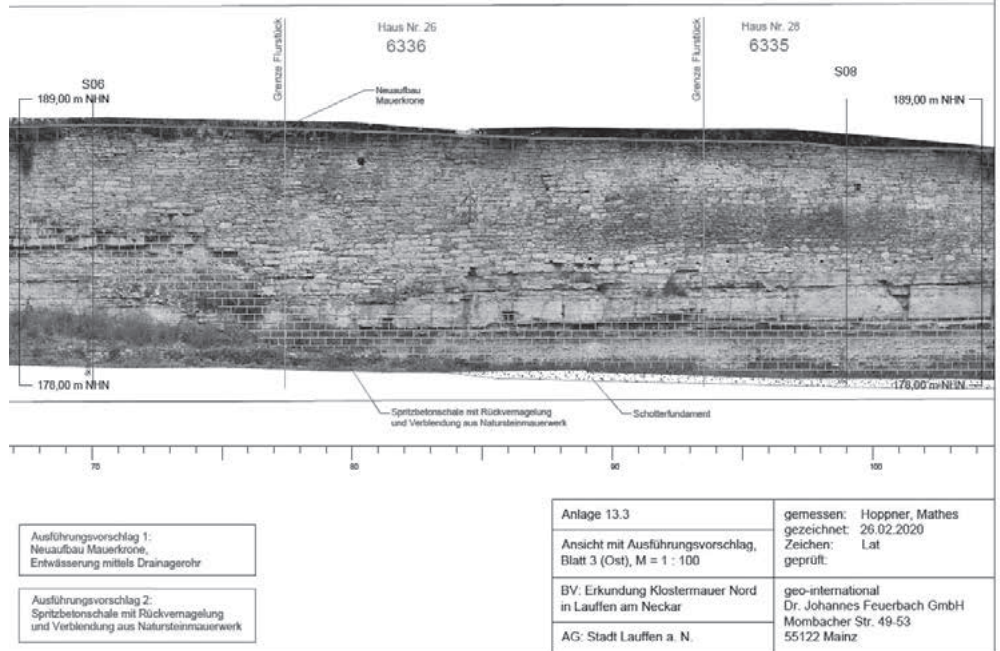 Haus Nr. 26
6336
Haus Nr. 28
6335
Grenze Flurstück
Grenze Flurstück
S06
S08
189,00 m NHN
189,00 m NHN
Neuaufbau
Mauerkrone
178,00 m NHN
178,00 m NHN
Spritzbetonschale mit Rückvernagelung
und Verblendung aus Natursteinmauerwerk
Schotterfundament
70
80
90
100
Ausführungsvorschlag 1:
Neuaufbau Mauerkrone,
Entwässerung mittels Drainagerohr
Ausführungsvorschlag 2:
Spritzbetonschale mit Rückvernagelung
und Verblendung aus Natursteinmauerwerk
Anlage 13.3
Ansicht mit Ausführungsvorschlag,
Blatt 3 (Ost), M = 1 : 100
BV: Erkundung Klostermauer Nord
in Lauffen am Neckar
AG: Stadt Lauffen a. N.
gemessen: Hoppner, Mathes
gezeichnet: 26.02.2020
Zeichen: Lat
geprüft:
geo-international
Dr. Johannes Feuerbach GmbH
Mombacher Str. 49-53
55122 Mainz